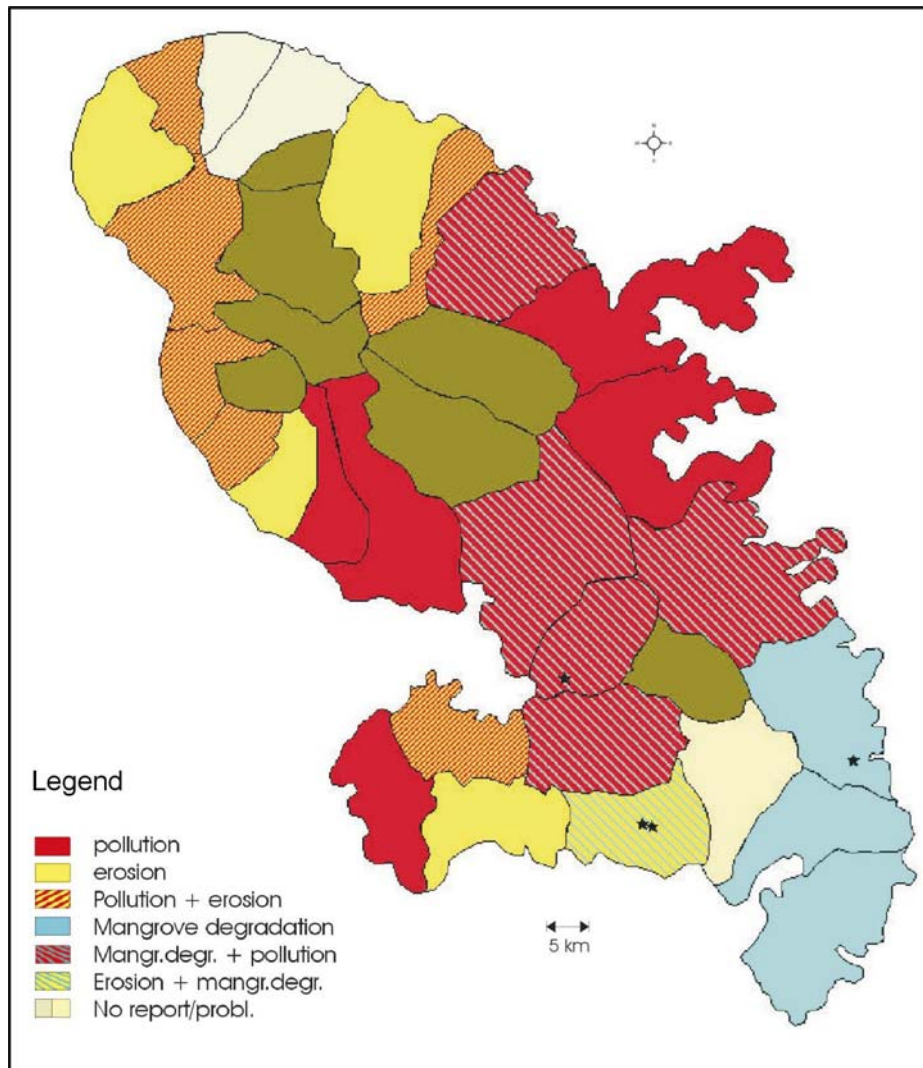 Legend
pollution
erosion
Pollution + erosion
Mangrove degradation
Mangr.degr. + pollution
Erosion + mangr.degr.
No report/probl.
5 km